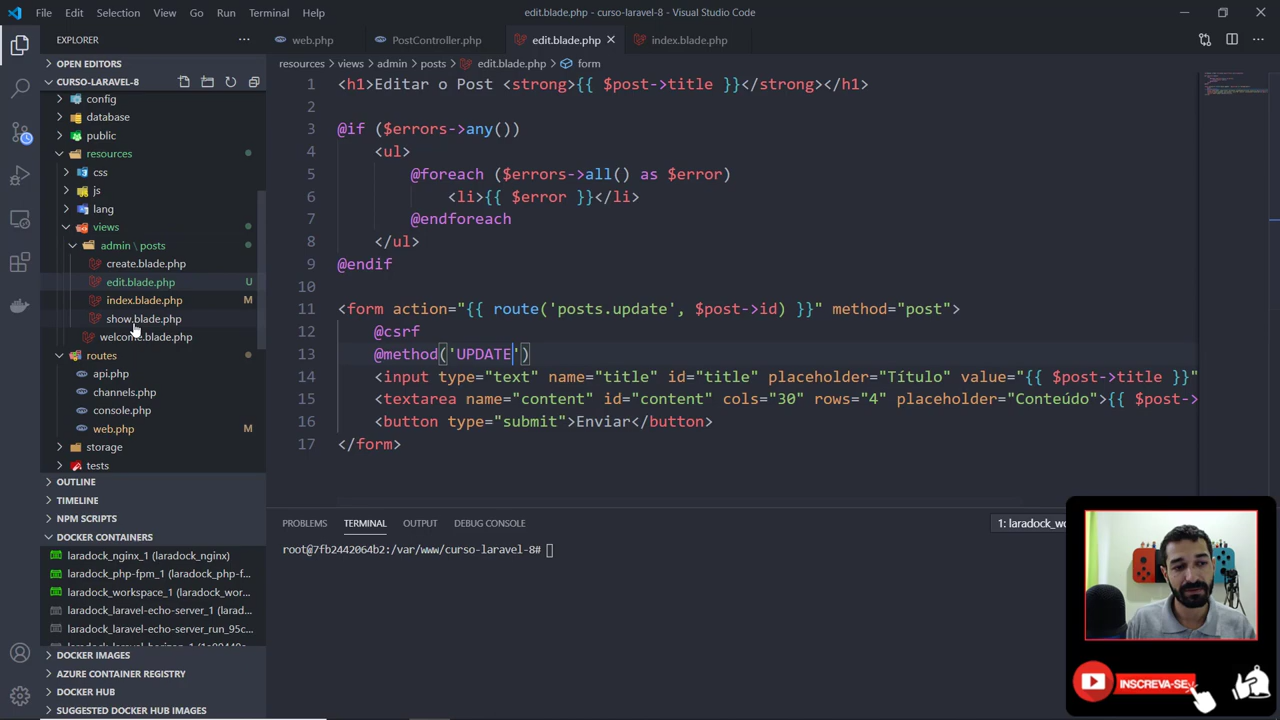 File Edit Selection View Go Run Terminal Help
edit.blade.php - curso-laravel-8 - Visual Studio Code
EXPLORER
web.php
PostController.php
edit.blade.php
index.blade.php
OPEN EDITORS
resources > views > admin > posts > edit.blade.php > form
CURSO-LARAVEL-8
config
database
public
resources
css
js
lang
views
admin \ posts
create.blade.php
edit.blade.php U
index.blade.php M
show.blade.php
welcome.blade.php
routes
api.php
channels.php
console.php
web.php M
storage
tests
OUTLINE
TIMELINE
NPM SCRIPTS
DOCKER CONTAINERS
laradock_nginx_1 (laradock_nginx)
laradock_php-fpm_1 (laradock_php-f...
laradock_workspace_1 (laradock_wor...
laradock_laravel-echo-server_1 (larad...
laradock_laravel-echo-server_run_95c...
DOCKER IMAGES
AZURE CONTAINER REGISTRY
DOCKER HUB
SUGGESTED DOCKER HUB IMAGES
1 <h1>Editar o Post <strong>{{ $post->title }}</strong></h1>
2
3 @if ($errors->any())
4 <ul>
5 @foreach ($errors->all() as $error)
6 <li>{{ $error }}</li>
7 @endforeach
8 </ul>
9 @endif
10
11 <form action="{{ route('posts.update', $post->id) }}" method="post">
12 @csrf
13 @method('UPDATE')
14 <input type="text" name="title" id="title" placeholder="Título" value="{{ $post->title }}"
15 <textarea name="content" id="content" cols="30" rows="4" placeholder="Conteúdo">{{ $post->
16 <button type="submit">Enviar</button>
17 </form>
PROBLEMS TERMINAL OUTPUT DEBUG CONSOLE
1: laradock_wo
root@7fb2442064b2:/var/www/curso-laravel-8#
INSCREVA-SE